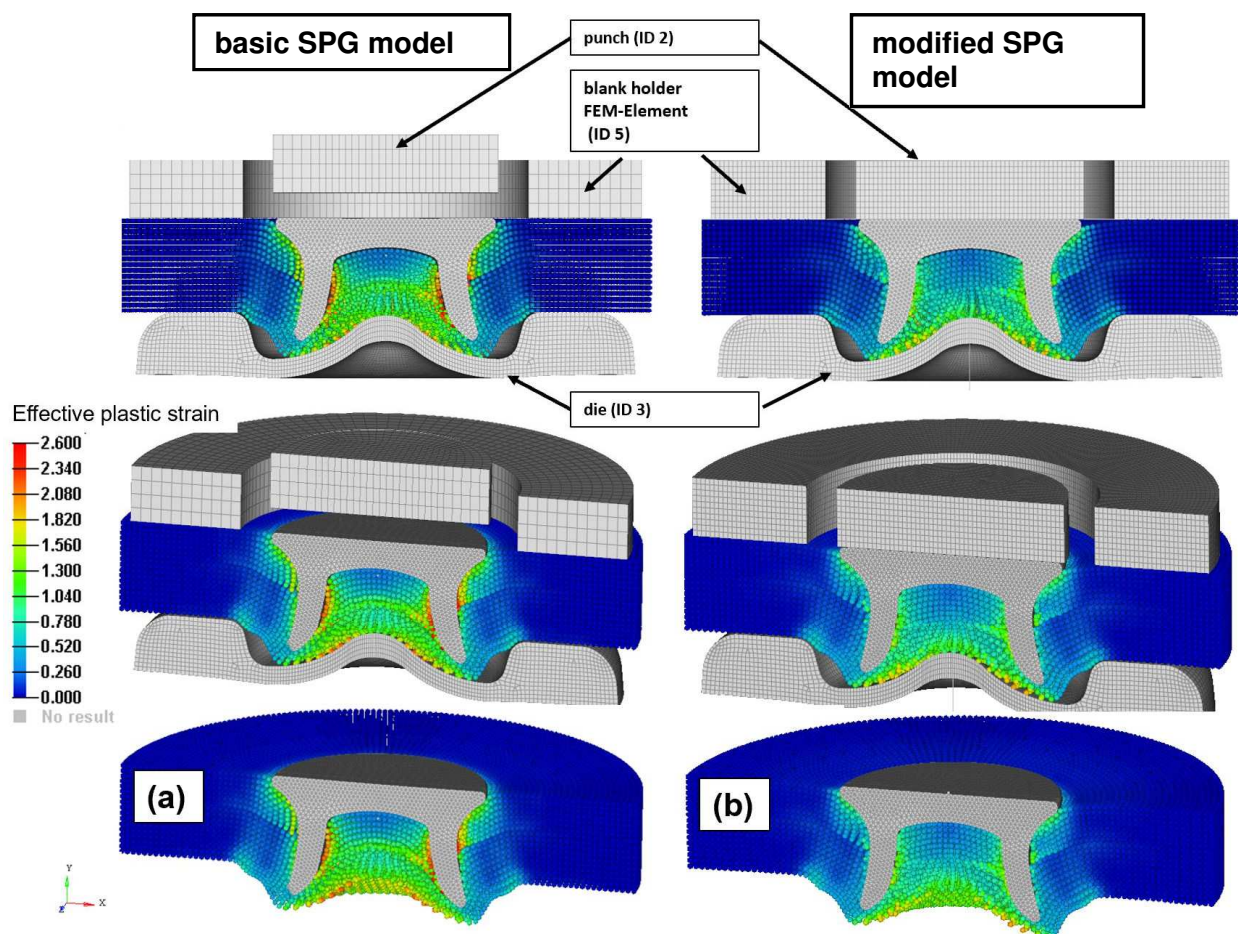 basic SPG model
punch (ID 2)
modified SPG
model
blank holder
FEM-Element
(ID 5)
die (ID 3)
Effective plastic strain
2.600
2.340
2.080
1.820
1.560
1.300
1.040
0.780
0.520
0.260
0.000
No result
(a)
(b)
Y
Z
X